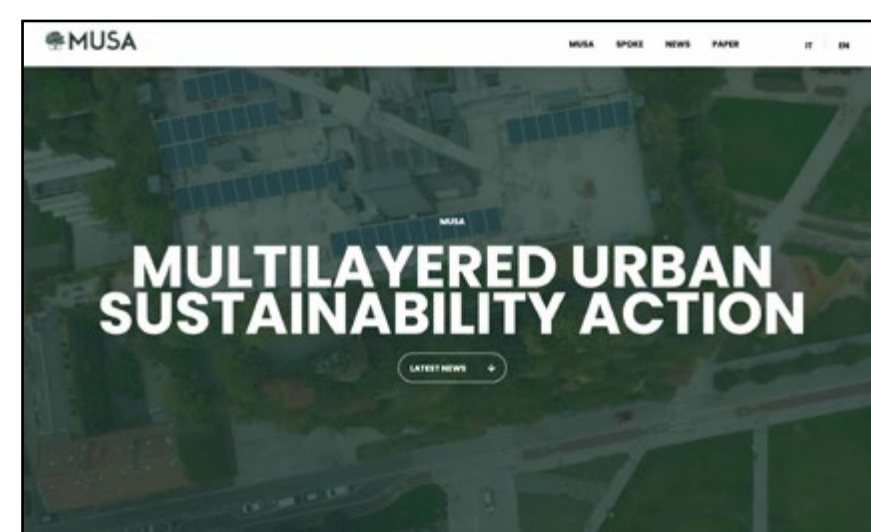 MUSA
MUSA SPOKE NEWS PAPER IT EN
MUSA
MULTILAYERED URBAN
SUSTAINABILITY ACTION
LATEST NEWS